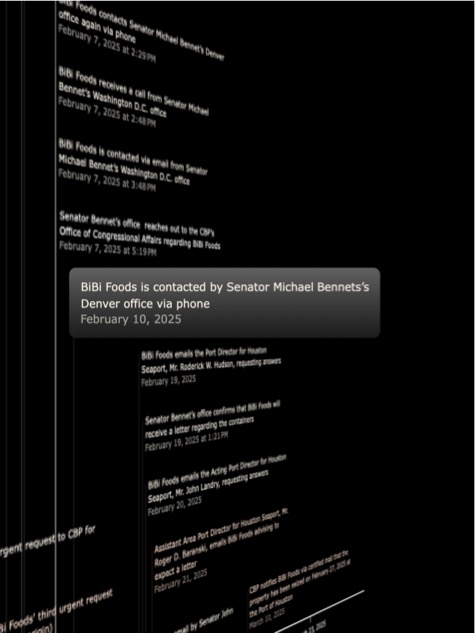 BiBi Foods contacts Senator Michael Bennet's Denver
office again via phone
February 7, 2025 at 2:29PM
BiBi Foods receives a call from Senator Michael
Bennet's Washington D.C. office
February 7, 2025 at 2:48PM
BiBi Foods is contacted via email from Senator
Michael Bennet's Washington D.C. office
February 7, 2025 at 3:48PM
Senator Bennet's office reaches out to the CBP's
Office of Congressional Affairs regarding BiBi Foods
February 7, 2025 at 5:19PM
BiBi Foods is contacted by Senator Michael Bennets's
Denver office via phone
February 10, 2025
BiBi Foods emails the Port Director for Houston
Seaport, Mr. Roderick W. Hudson, requesting answers
February 19, 2025
Senator Bennet's office confirms that BiBi Foods will
receive a letter regarding the containers
February 19, 2025 at 1:21PM
BiBi Foods emails the Acting Port Director for Houston
Seaport, Mr. John Landry, requesting answers
February 20, 2025
Assistant Area Port Director for Houston Seaport, Mr.
Roger D. Baranski, emails BiBi Foods advising to
expect a letter
February 21, 2025
CBP notifies BiBi Foods via certified mail that the
property has been seized on February 27, 2025 at
the Port of Houston
March 10, 2025
rgent request to CBP for
Bi Foods' third urgent request
gin)
mail by Senator John
2025